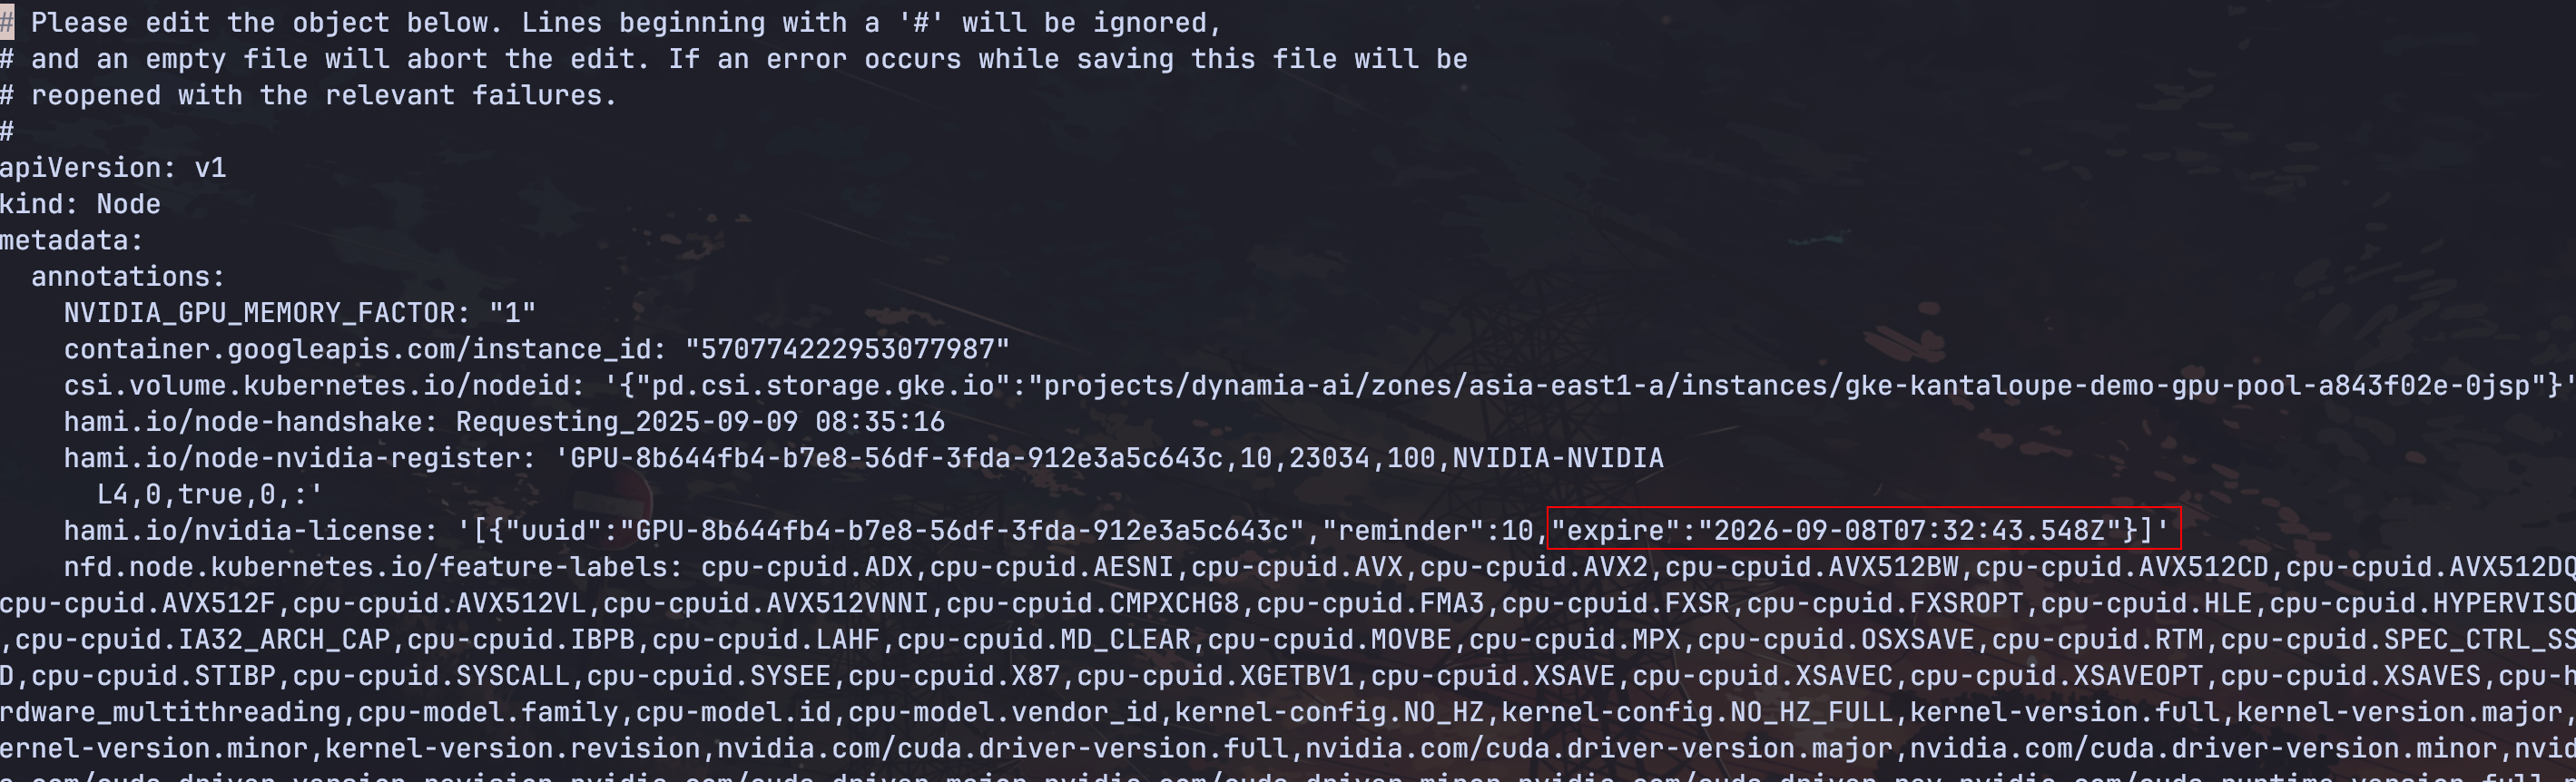 # Please edit the object below. Lines beginning with a '#' will be ignored,
# and an empty file will abort the edit. If an error occurs while saving this file will be
# reopened with the relevant failures.
#
apiVersion: v1
kind: Node
metadata:
  annotations:
    NVIDIA_GPU_MEMORY_FACTOR: "1"
    container.googleapis.com/instance_id: "570774222953077987"
    csi.volume.kubernetes.io/nodeid: '{"pd.csi.storage.gke.io":"projects/dynamia-ai/zones/asia-east1-a/instances/gke-kantaloupe-demo-gpu-pool-a843f02e-0jsp"}'
    hami.io/node-handshake: Requesting_2025-09-09 08:35:16
    hami.io/node-nvidia-register: 'GPU-8b644fb4-b7e8-56df-3fda-912e3a5c643c,10,23034,100,NVIDIA-NVIDIA
      L4,0,true,0,:'
    hami.io/nvidia-license: '[{"uuid":"GPU-8b644fb4-b7e8-56df-3fda-912e3a5c643c","reminder":10,"expire":"2026-09-08T07:32:43.548Z"}]'
    nfd.node.kubernetes.io/feature-labels: cpu-cpuid.ADX,cpu-cpuid.AESNI,cpu-cpuid.AVX,cpu-cpuid.AVX2,cpu-cpuid.AVX512BW,cpu-cpuid.AVX512CD,cpu-cpuid.AVX512DQ
cpu-cpuid.AVX512F,cpu-cpuid.AVX512VL,cpu-cpuid.AVX512VNNI,cpu-cpuid.CMPXCHG8,cpu-cpuid.FMA3,cpu-cpuid.FXSR,cpu-cpuid.FXSROPT,cpu-cpuid.HLE,cpu-cpuid.HYPERVISO
,cpu-cpuid.IA32_ARCH_CAP,cpu-cpuid.IBPB,cpu-cpuid.LAHF,cpu-cpuid.MD_CLEAR,cpu-cpuid.MOVBE,cpu-cpuid.MPX,cpu-cpuid.OSXSAVE,cpu-cpuid.RTM,cpu-cpuid.SPEC_CTRL_SS
D,cpu-cpuid.STIBP,cpu-cpuid.SYSCALL,cpu-cpuid.SYSEE,cpu-cpuid.X87,cpu-cpuid.XGETBV1,cpu-cpuid.XSAVE,cpu-cpuid.XSAVEC,cpu-cpuid.XSAVEOPT,cpu-cpuid.XSAVES,cpu-h
rdware_multithreading,cpu-model.family,cpu-model.id,cpu-model.vendor_id,kernel-config.NO_HZ,kernel-config.NO_HZ_FULL,kernel-version.full,kernel-version.major,
ernel-version.minor,kernel-version.revision,nvidia.com/cuda.driver-version.full,nvidia.com/cuda.driver-version.major,nvidia.com/cuda.driver-version.minor,nvid